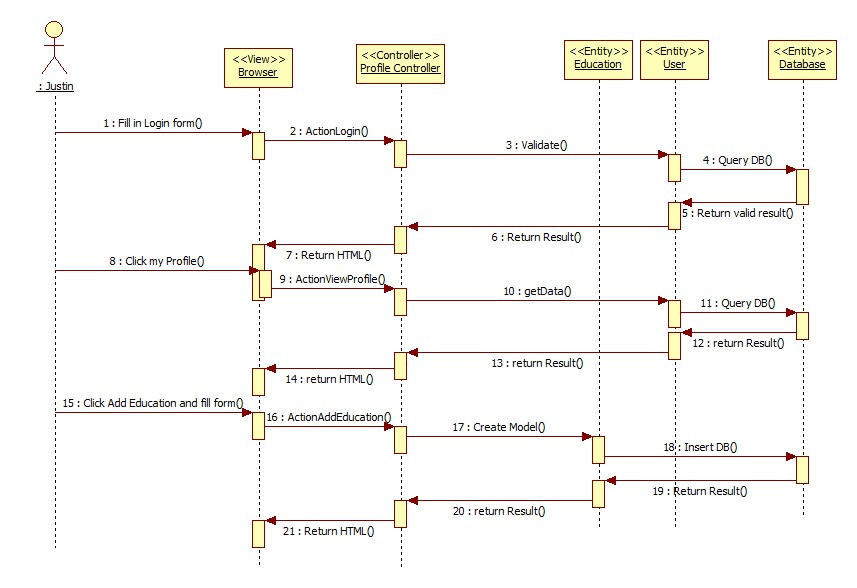 : Justin
<<View>>
Browser
<<Controller>>
Profile Controller
<<Entity>>
Education
<<Entity>>
User
<<Entity>>
Database
1 : Fill in Login form()
2 : ActionLogin()
3 : Validate()
4 : Query DB()
5 : Return valid result()
6 : Return Result()
7 : Return HTML()
8 : Click my Profile()
9 : ActionViewProfile()
10 : getData()
11 : Query DB()
12 : return Result()
13 : return Result()
14 : return HTML()
15 : Click Add Education and fill form()
16 : ActionAddEducation()
17 : Create Model()
18 : Insert DB()
19 : Return Result()
20 : return Result()
21 : Return HTML()